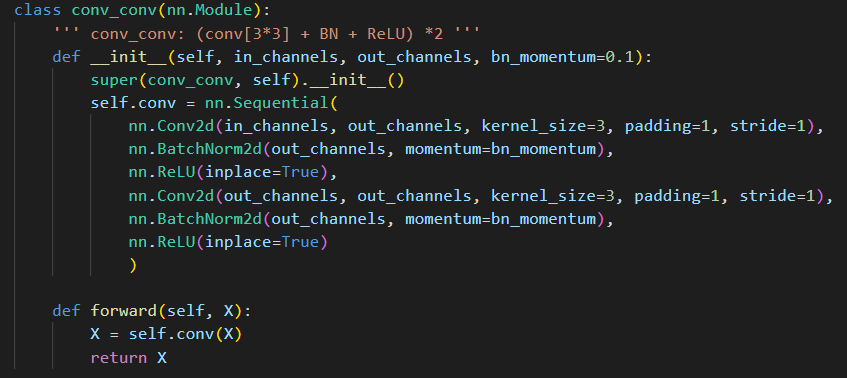 class conv_conv(nn.Module):
    ''' conv_conv: (conv[3*3] + BN + ReLU) *2 '''
    def __init__(self, in_channels, out_channels, bn_momentum=0.1):
        super(conv_conv, self).__init__()
        self.conv = nn.Sequential(
            nn.Conv2d(in_channels, out_channels, kernel_size=3, padding=1, stride=1),
            nn.BatchNorm2d(out_channels, momentum=bn_momentum),
            nn.ReLU(inplace=True),
            nn.Conv2d(out_channels, out_channels, kernel_size=3, padding=1, stride=1),
            nn.BatchNorm2d(out_channels, momentum=bn_momentum),
            nn.ReLU(inplace=True)
            )
    def forward(self, X):
        X = self.conv(X)
        return X